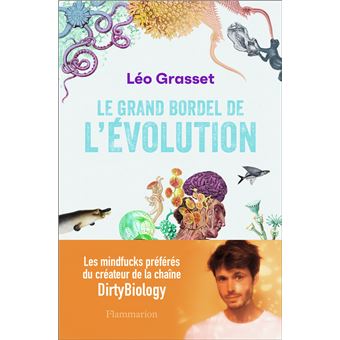 Léo Grasset
LE GRAND BORDEL DE
L'ÉVOLUTION
Les mindfucks préférés
du créateur de la chaîne
DirtyBiology
Flammarion